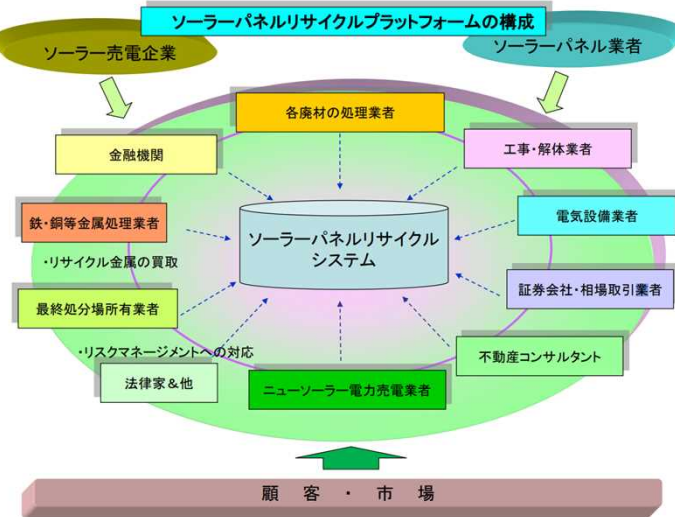 ソーラーパネルリサイクルプラットフォームの構成
ソーラー売電企業
ソーラーパネル業者
各廃材の処理業者
金融機関
工事・解体業者
鉄・銅等金属処理業者
電気設備業者
・リサイクル金属の買取
ソーラーパネルリサイクル
システム
証券会社・相場取引業者
最終処分場所有業者
・リスクマネージメントへの対応
不動産コンサルタント
法律家&他
ニューソーラー電力売電業者
顧客・市場